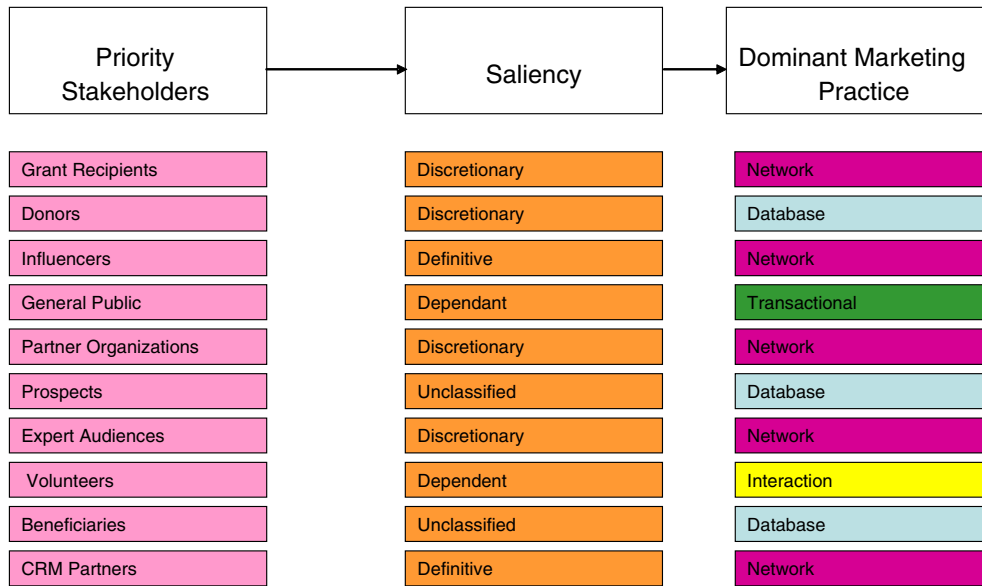 Priority
Stakeholders
Saliency
Dominant Marketing
Practice
Grant Recipients
Discretionary
Network
Donors
Discretionary
Database
Influencers
Definitive
Network
General Public
Dependant
Transactional
Partner Organizations
Discretionary
Network
Prospects
Unclassified
Database
Expert Audiences
Discretionary
Network
Volunteers
Dependent
Interaction
Beneficiaries
Unclassified
Database
CRM Partners
Definitive
Network